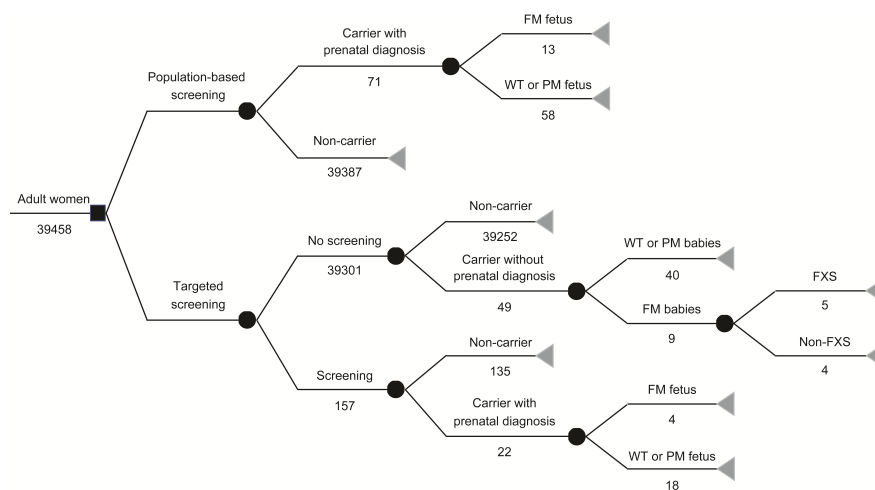 FM fetus
13
Carrier with
prenatal diagnosis
71
WT or PM fetus
58
Population-based
screening
Non-carrier
39387
Adult women
39458
Targeted
screening
No screening
39301
Non-carrier
39252
Carrier without
prenatal diagnosis
49
WT or PM babies
40
FM babies
9
FXS
5
Non-FXS
4
Screening
157
Non-carrier
135
Carrier with
prenatal diagnosis
22
FM fetus
4
WT or PM fetus
18